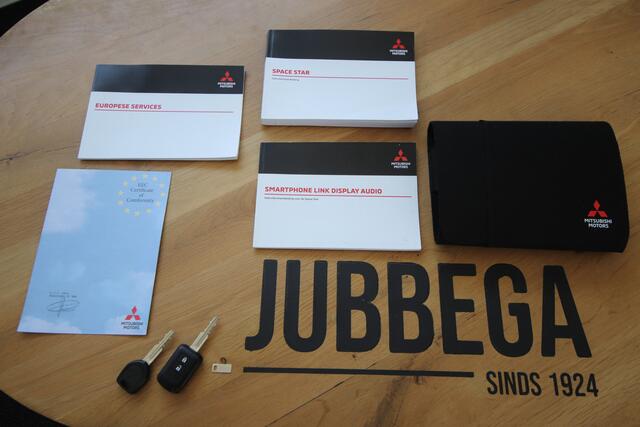 MITSUBISHI
MOTORS
SPACE STAR
MITSUBISHI
MOTORS
EUROPESE SERVICES
MITSUBISHI
MOTORS
SMARTPHONE LINK DISPLAY AUDIO
MITSUBISHI
MOTORS
EEC
Certificate
of
Conformity
MITSUBISHI
MOTORS
JUBBEGA
SINDS 1924